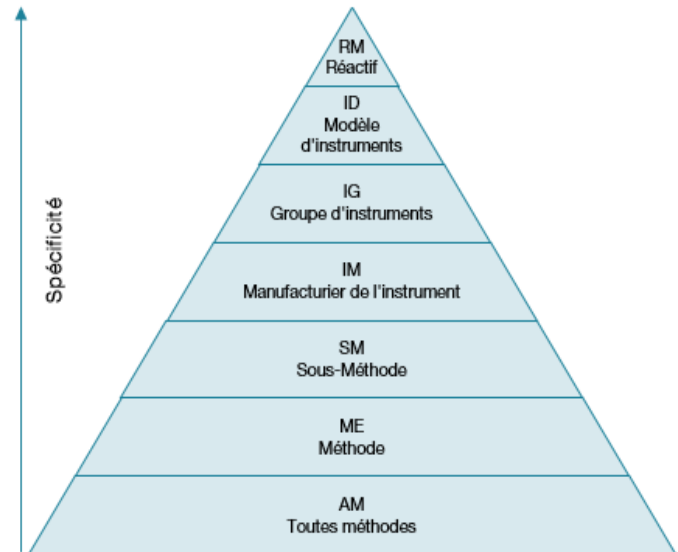 Spécificité
RM
Réactif
ID
Modèle
d'instruments
IG
Groupe d'instruments
IM
Manufacturier de l'instrument
SM
Sous-Méthode
ME
Méthode
AM
Toutes méthodes